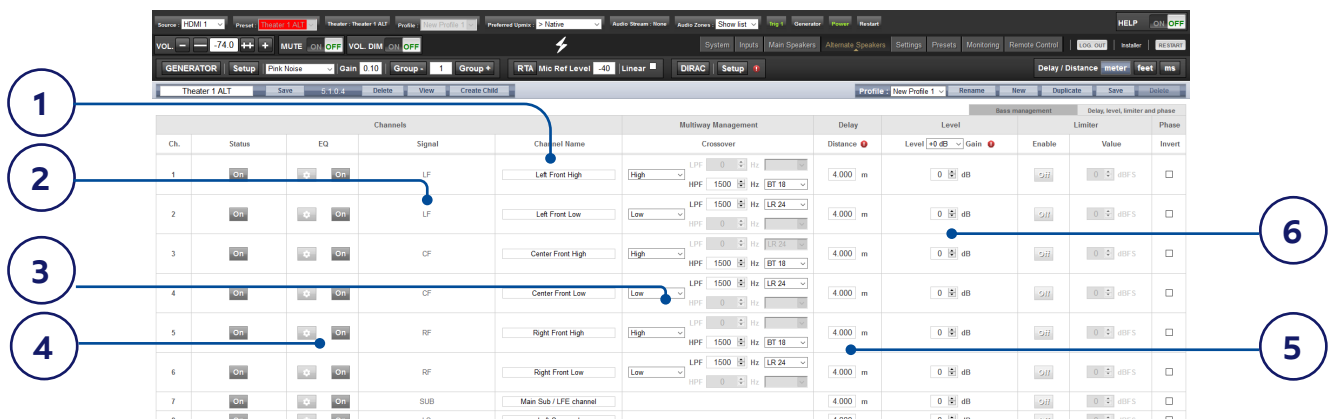 Source : HDMI 1 Preset : Theater 1 ALT Theater : Theater 1 ALT Profile : New Profile 1 Preferred Upmix : > Native Audio Stream : None Audio Zones : Show list Trig 1 Generator Power Restart HELP ON OFF
VOL. -74.0 MUTE ON OFF VOL. DIM ON OFF System Inputs Main Speakers Alternate Speakers Settings Presets Monitoring Remote Control LOG OUT Installer RESTART
GENERATOR Setup Pink Noise Gain 0.10 Group - 1 Group + RTA Mic Ref Level -40 Linear DIRAC Setup Delay / Distance meter feet ms
Theater 1 ALT Save 5.1.0.4 Delete View Create Child Profile : New Profile 1 Rename New Duplicate Save Delete
Bass management Delay, level, limiter and phase
Channels Multiway Management Delay Level Limiter Phase
Ch. Status EQ Signal Channel Name Crossover Distance Level +0 dB Gain Enable Value Invert
LPF 0 Hz
1 On On LF Left Front High High 4.000 m 0 dB Off 0 dBFS
HPF 1500 Hz BT 18
LPF 1500 Hz LR 24
2 On On LF Left Front Low Low 4.000 m 0 dB Off 0 dBFS
HPF 0 Hz
LPF 0 Hz LR 24
3 On On CF Center Front High High 4.000 m 0 dB Off 0 dBFS
HPF 1500 Hz BT 18
LPF 1500 Hz LR 24
4 On On CF Center Front Low Low 4.000 m 0 dB Off 0 dBFS
HPF 0 Hz
LPF 0 Hz
5 On On RF Right Front High High 4.000 m 0 dB Off 0 dBFS
HPF 1500 Hz BT 18
LPF 1500 Hz LR 24
6 On On RF Right Front Low Low 4.000 m 0 dB Off 0 dBFS
HPF 0 Hz
7 On On SUB Main Sub / LFE channel 4.000 m 0 dB Off 0 dBFS
1
2
3
4
5
6